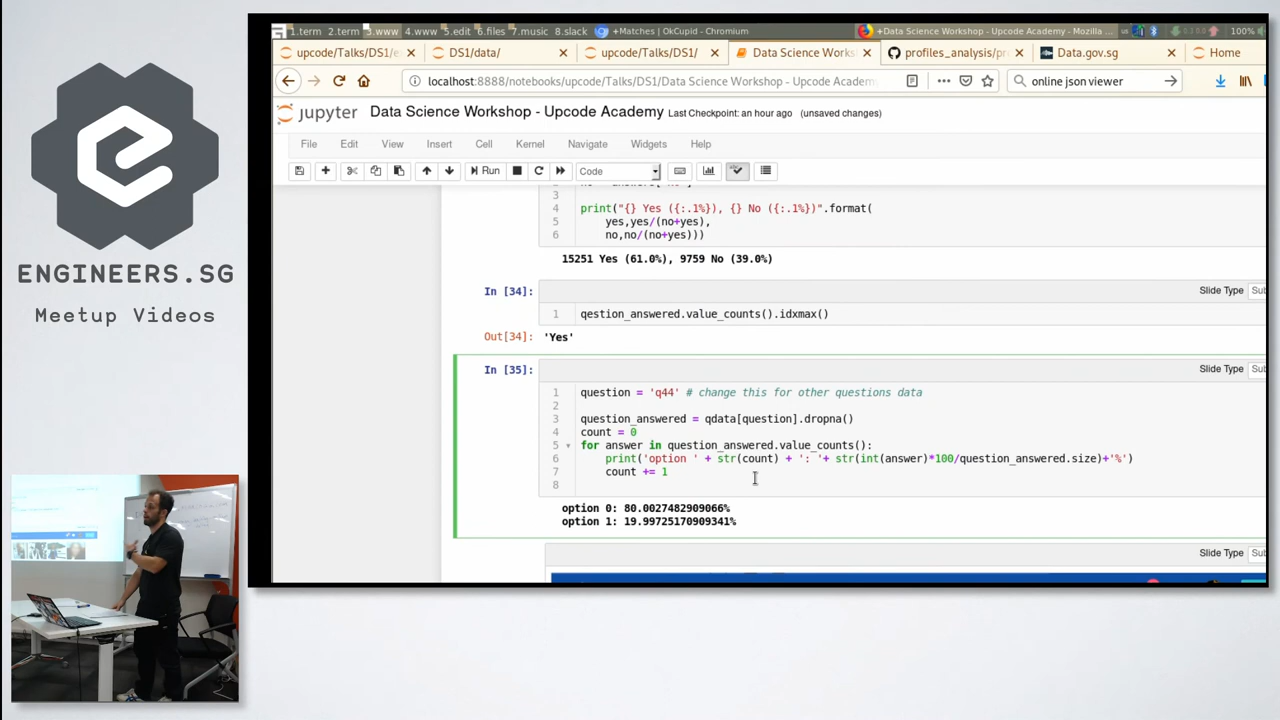 ENGINEERS.SG
Meetup Videos
1.term 2.term 3.www 4.www 5.edit 6.files 7.music 8.slack +Matches | OkCupid - Chromium +Data Science Workshop - Upcode Academy - Mozilla ... us 100%
upcode/Talks/DS1/e × DS1/data/ × upcode/Talks/DS1/ × Data Science Works × profiles_analysis/pr × Data.gov.sg × Home
localhost:8888/notebooks/upcode/Talks/DS1/Data Science Workshop - Upcode Academ online json viewer
jupyter Data Science Workshop - Upcode Academy Last Checkpoint: an hour ago (unsaved changes)
File Edit View Insert Cell Kernel Navigate Widgets Help
Run Code
3
4 print("{} Yes ({:.1%}), {} No ({:.1%})".format(
5 yes,yes/(no+yes),
6 no,no/(no+yes)))
15251 Yes (61.0%), 9759 No (39.0%)
In [34]: Slide Type Sub
1 qestion_answered.value_counts().idxmax()
Out[34]: 'Yes'
In [35]: Slide Type Sub
1 question = 'q44' # change this for other questions data
2
3 question_answered = qdata[question].dropna()
4 count = 0
5 for answer in question_answered.value_counts():
6 print('option ' + str(count) + ': '+ str(int(answer)*100/question_answered.size)+'%')
7 count += 1
8
option 0: 80.0027482909066%
option 1: 19.99725170909341%
Slide Type Sub